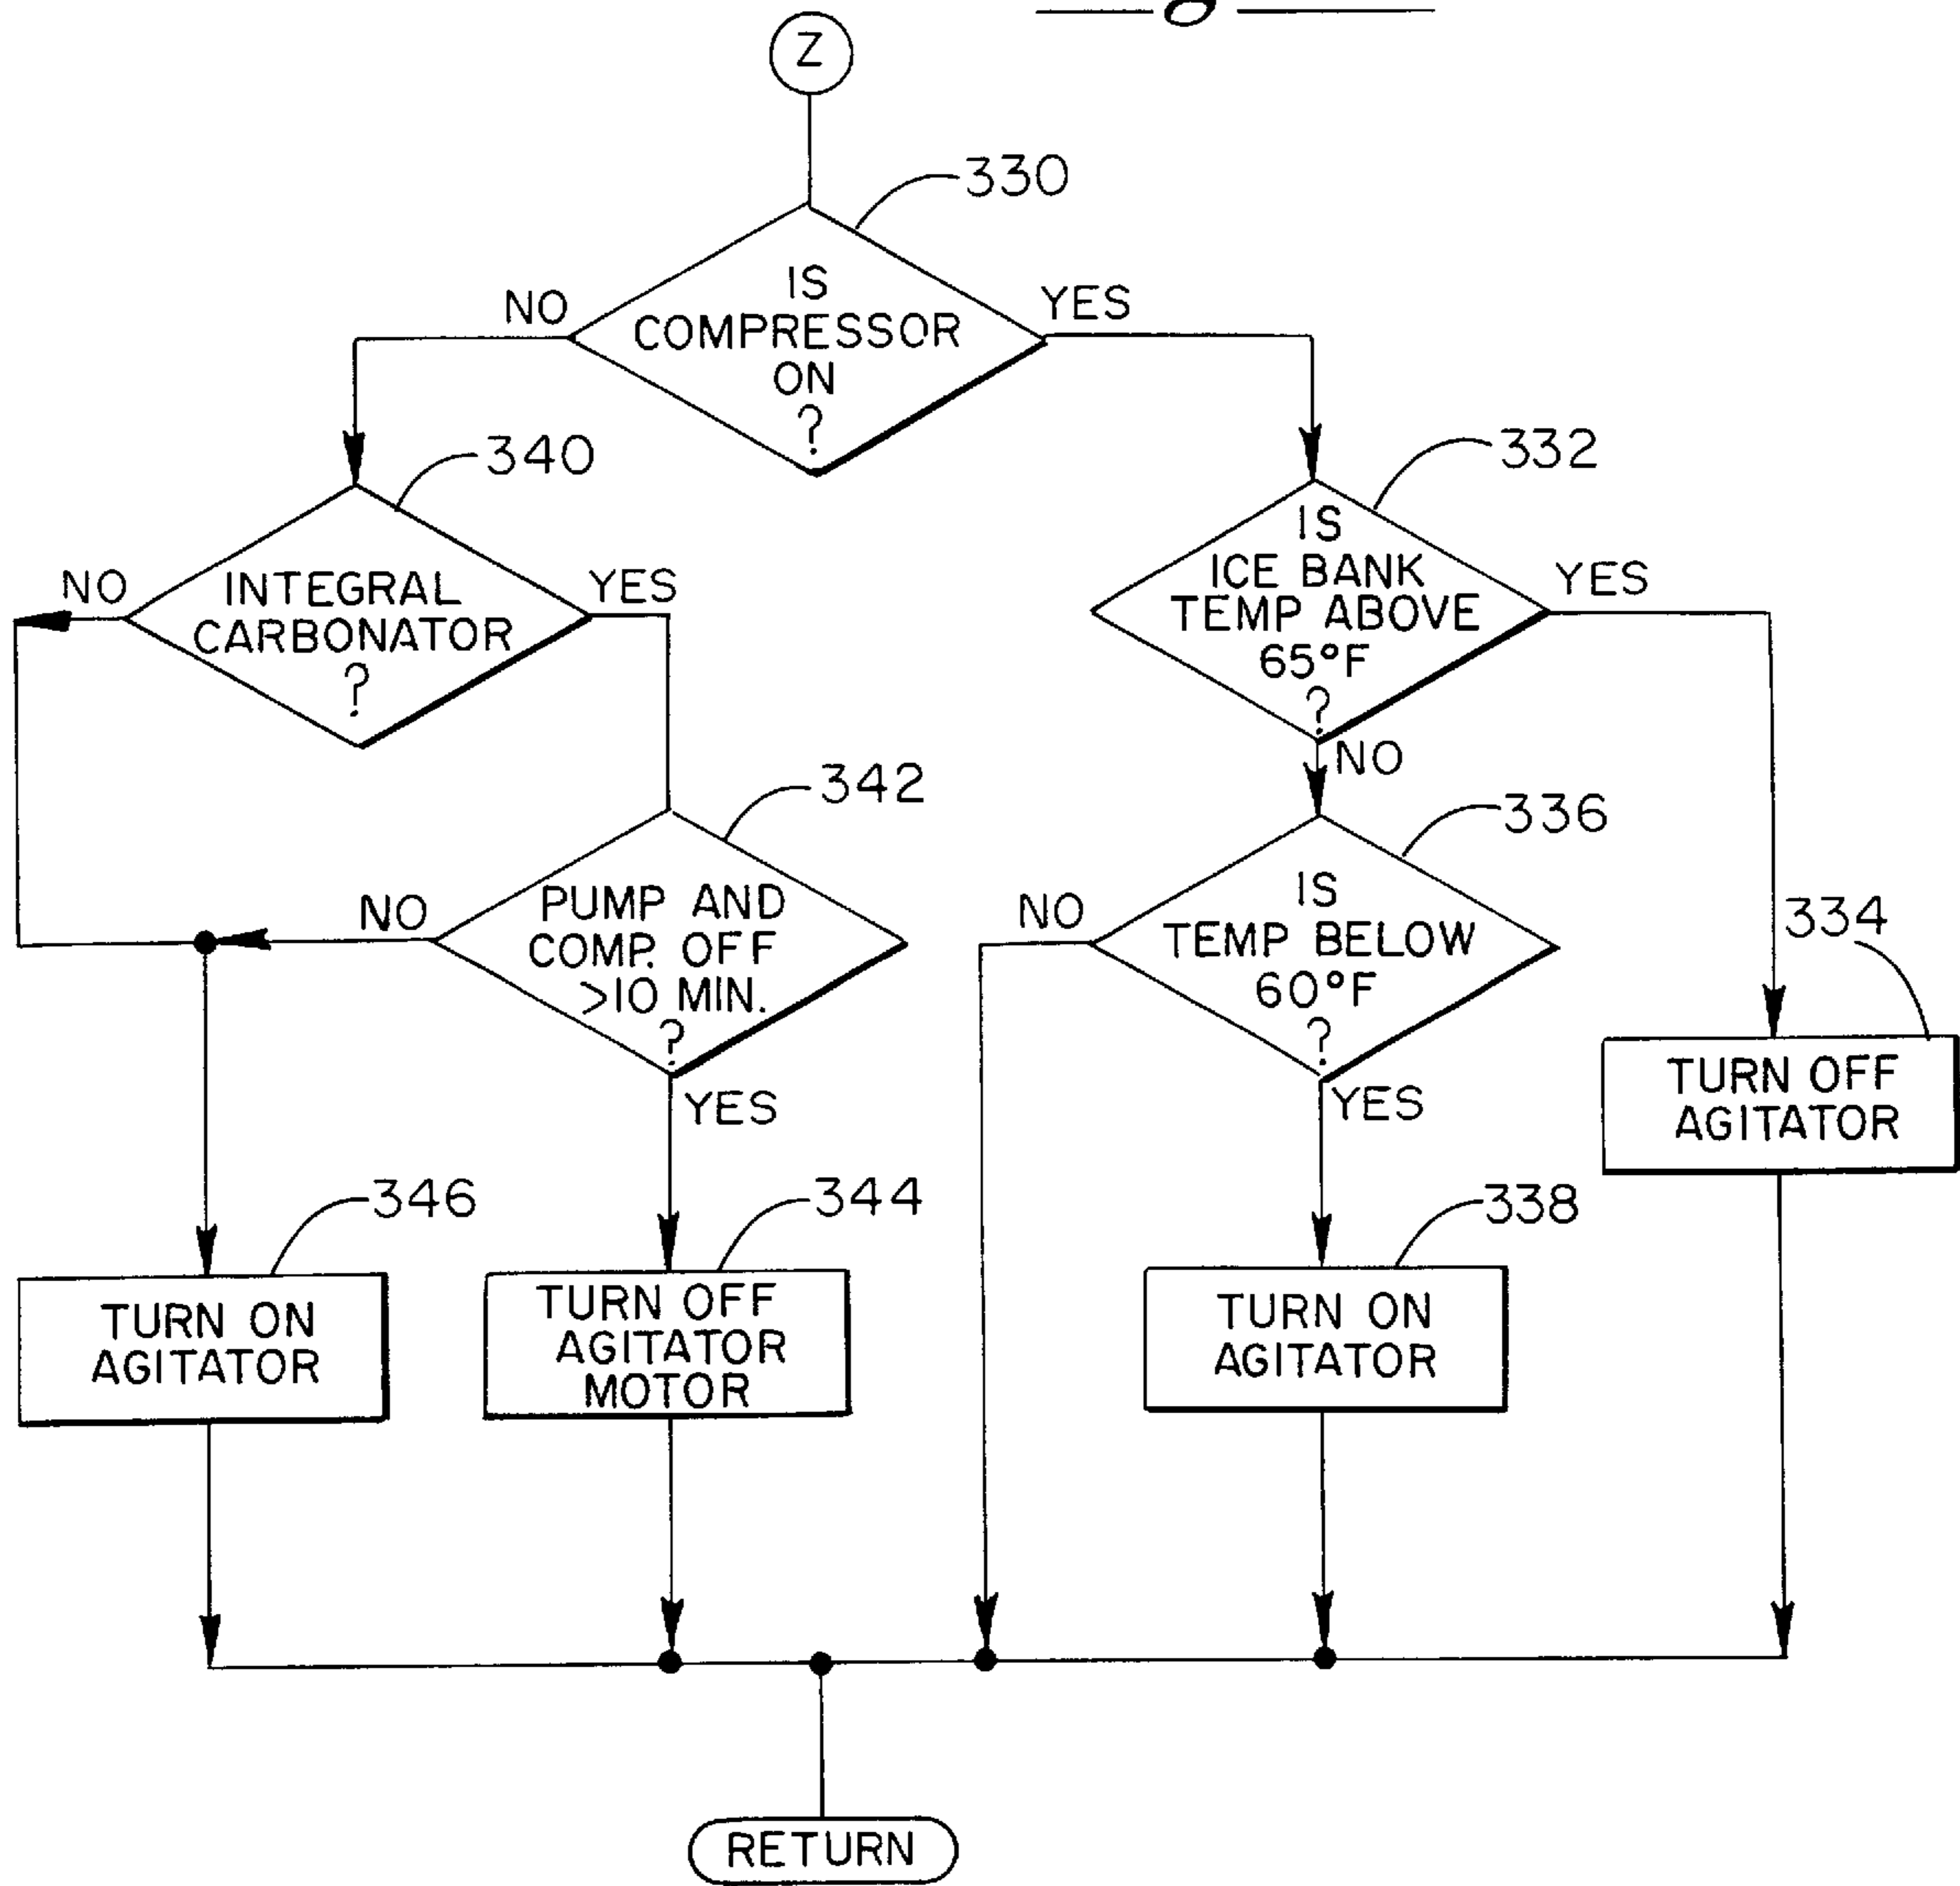 Z
330
IS
COMPRESSOR
ON
?
NO
YES
340
332
INTEGRAL
CARBONATOR
?
NO
YES
IS
ICE BANK
TEMP ABOVE
65°F
?
YES
NO
342
336
PUMP AND
COMP. OFF
>10 MIN.
?
NO
YES
IS
TEMP BELOW
60°F
?
NO
YES
334
TURN OFF
AGITATOR
346
344
338
TURN ON
AGITATOR
TURN OFF
AGITATOR
MOTOR
TURN ON
AGITATOR
RETURN